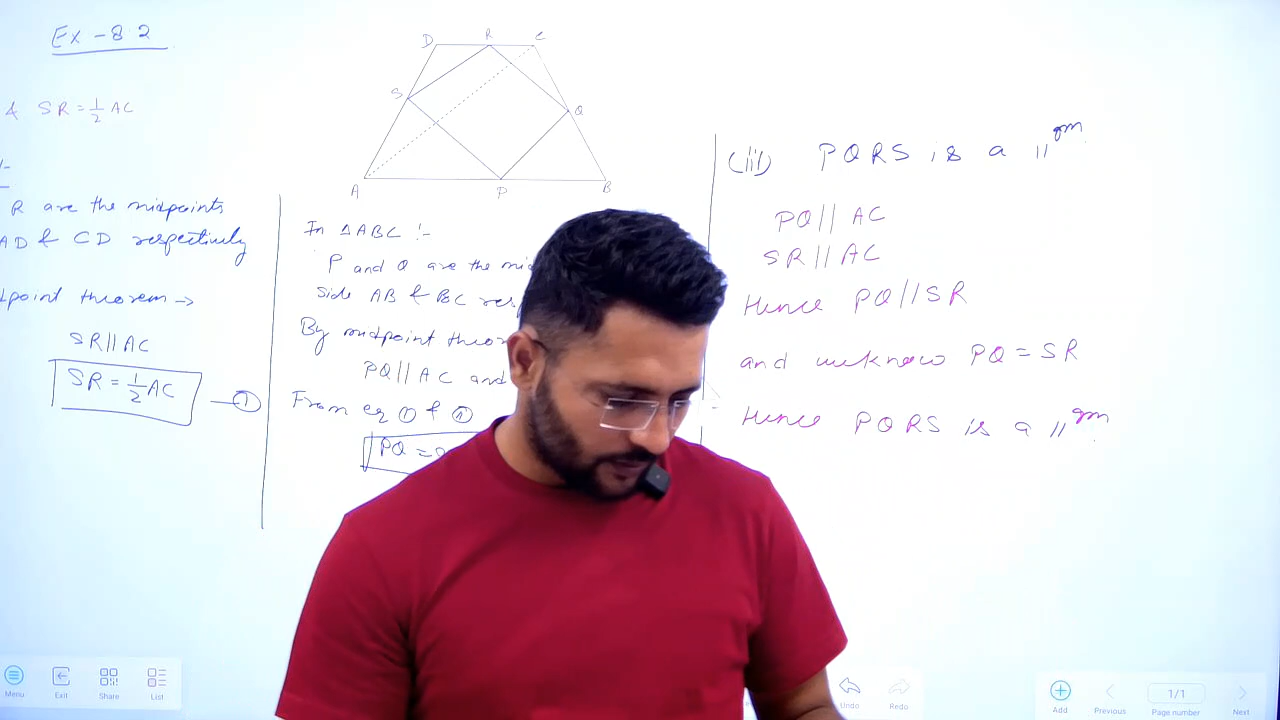 Ex - 8.2
& SR = 1/2 AC
:-
R are the midpoints
AD & CD respectively
dpoint theorem →
SR || AC
SR = 1/2 AC — ①
D R C
S
Q
A P B
In △ABC :-
P and Q are the mid
side AB & BC res
By midpoint theor
PQ || AC and
From eq ① & ②
PQ =
(iii) PQRS is a ||gm
PQ || AC
SR || AC
Hence PQ || SR
and we know PQ = SR
Hence PQRS is a ||gm
Menu
Exit
Share
List
Undo
Redo
Add
Previous
1/1
Page number
Next